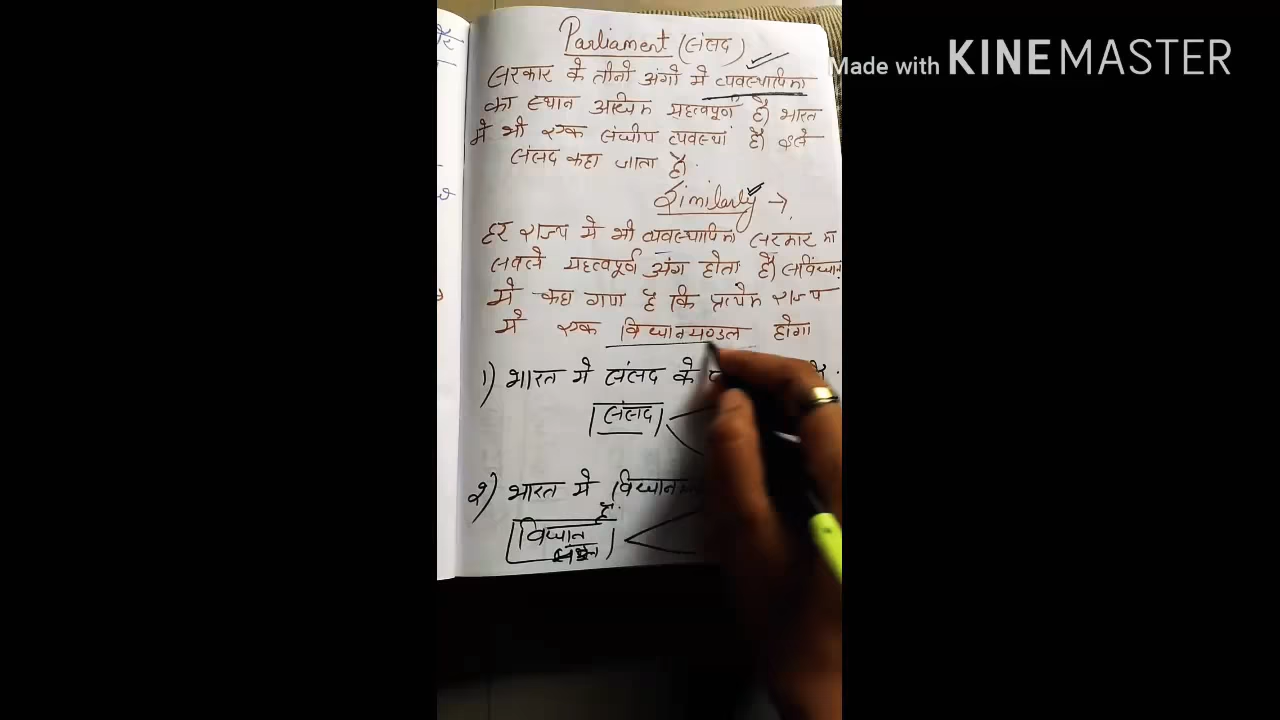 Parliament (संसद)
Made with KINEMASTER
सरकार के तीनो अंगो मे व्यवस्थापिका
का स्थान अधिक महत्वपूर्ण है। भारत
मे भी एक संघीय व्यवस्था है। इसे
संसद कहा जाता है।
Similarly →
हर राज्य मे भी व्यवस्थापिका सरकार का
सबसे महत्वपूर्ण अंग होता है। संविधान
मे कहा गया है कि प्रत्येक राज्य
मे एक विधानमण्डल होगा
1) भारत मे संसद के
संसद
२) भारत मे
है.
विधान